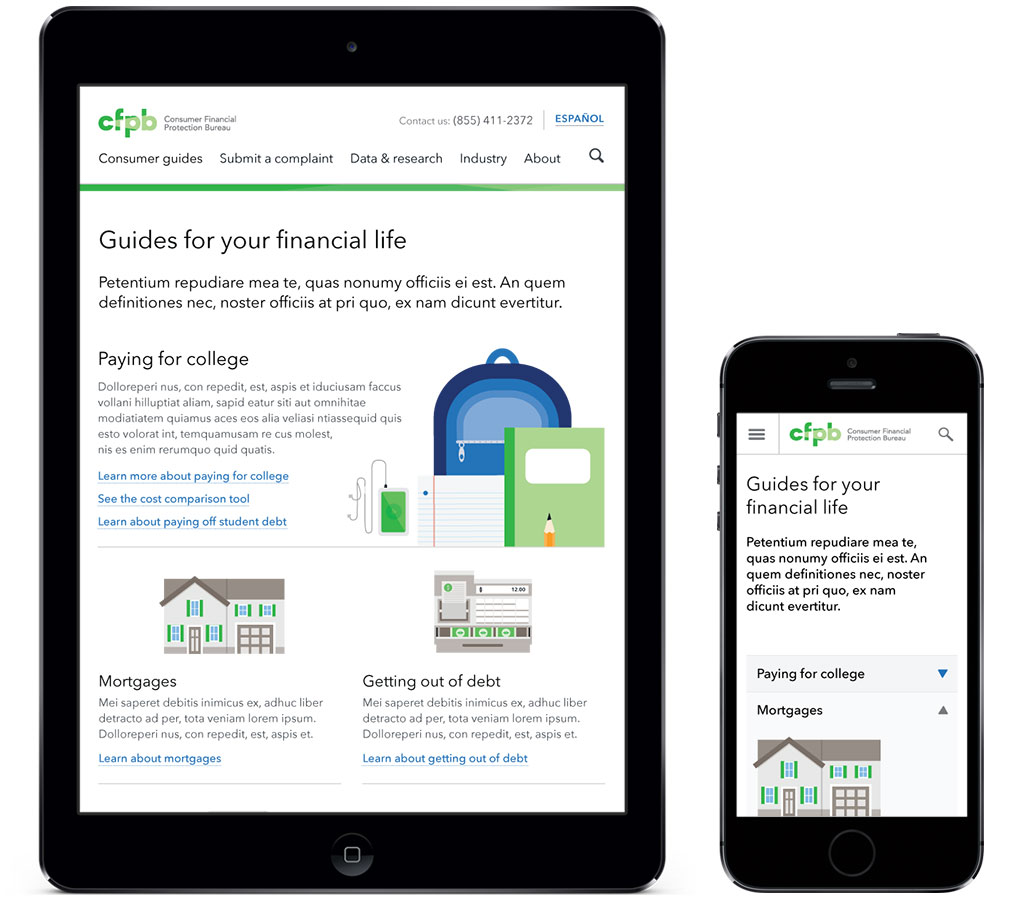 cfpb Consumer Financial
Protection Bureau
Contact us: (855) 411-2372 ESPAÑOL
Consumer guides Submit a complaint Data & research Industry About
Guides for your financial life
Petentium repudiare mea te, quas nonumy officiis ei est. An quem
definitiones nec, noster officiis at pri quo, ex nam dicunt evertitur.
Paying for college
Dolloreperi nus, con repedit, est, aspis et iduciusam faccus
vollani hilluptiat aliam, sapid eatur siti aut omnihitae
modiatiatem quiamus aces eos alia veliasi ntiassequid quis
esto volorat int, temquamusam re cus molest,
nis es enim rerumquo quid quatis.
Learn more about paying for college
See the cost comparison tool
Learn about paying off student debt
$ 12.00
Mortgages
Mei saperet debitis inimicus ex, adhuc liber
detracto ad per, tota veniam lorem ipsum.
Dolloreperi nus, con repedit, est, aspis et.
Learn about mortgages
Getting out of debt
Mei saperet debitis inimicus ex, adhuc liber
detracto ad per, tota veniam lorem ipsum.
Dolloreperi nus, con repedit, est, aspis et.
Learn about getting out of debt
cfpb Consumer Financial
Protection Bureau
Guides for your
financial life
Petentium repudiare mea te,
quas nonumy officiis ei est. An
quem definitiones nec, noster
officiis at pri quo, ex nam
dicunt evertitur.
Paying for college
Mortgages